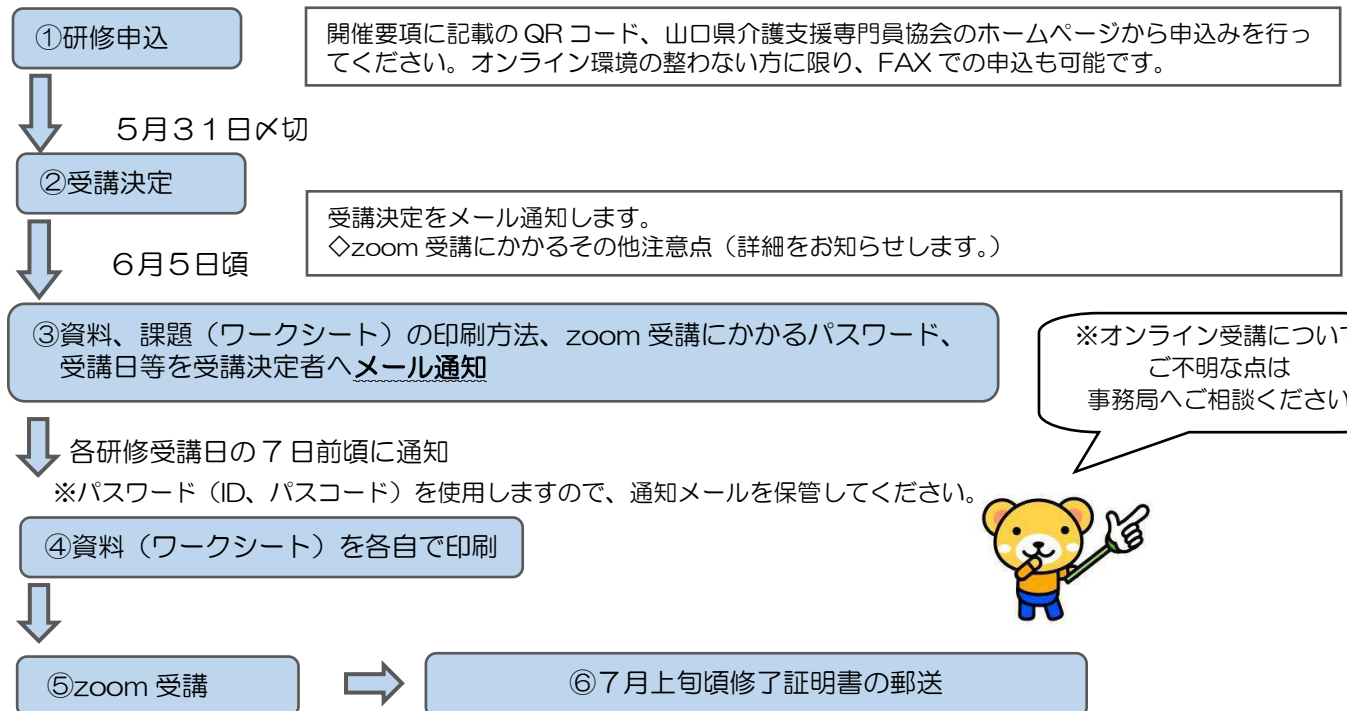 ①研修申込
開催要項に記載のQRコード、山口県介護支援専門員協会のホームページから申込みを行っ
てください。オンライン環境の整わない方に限り、FAXでの申込も可能です。
５月３１日〆切
②受講決定
受講決定をメール通知します。
◇zoom 受講にかかるその他注意点（詳細をお知らせします。）
６月５日頃
③資料、課題（ワークシート）の印刷方法、zoom 受講にかかるパスワード、
受講日等を受講決定者へメール通知
※オンライン受講について
ご不明な点は
事務局へご相談ください
各研修受講日の７日前頃に通知
※パスワード（ID、パスコード）を使用しますので、通知メールを保管してください。
④資料（ワークシート）を各自で印刷
⑤zoom 受講
⑥７月上旬頃修了証明書の郵送